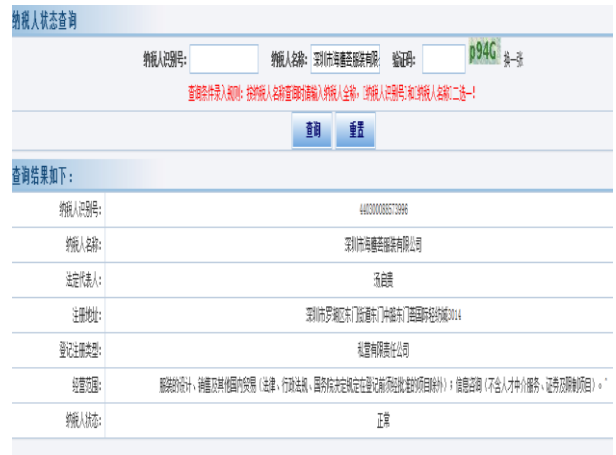 纳税人状态查询
纳税人识别号: 纳税人名称: 深圳市海鹰荟服装有限 验证码: p94G 换一张
查询条件录入规则: 按纳税人名称查询时请输入纳税人全称, 纳税人识别号 和 纳税人名称 二选一!
查询 重置
查询结果如下:
纳税人识别号:
纳税人名称: 深圳市海鹰荟服装有限公司
法定代表人: 汤启贵
注册地址: 深圳市罗湖区东门街道东门中路东门荟国际轻纺城3014
登记注册类型: 私营有限责任公司
经营范围: 服装的设计、销售及其他国内贸易(法律、行政法规、国务院决定规定在登记前须经批准的项目除外);信息咨询(不含人才中介服务、证券及限制项目)。^
纳税人状态: 正常